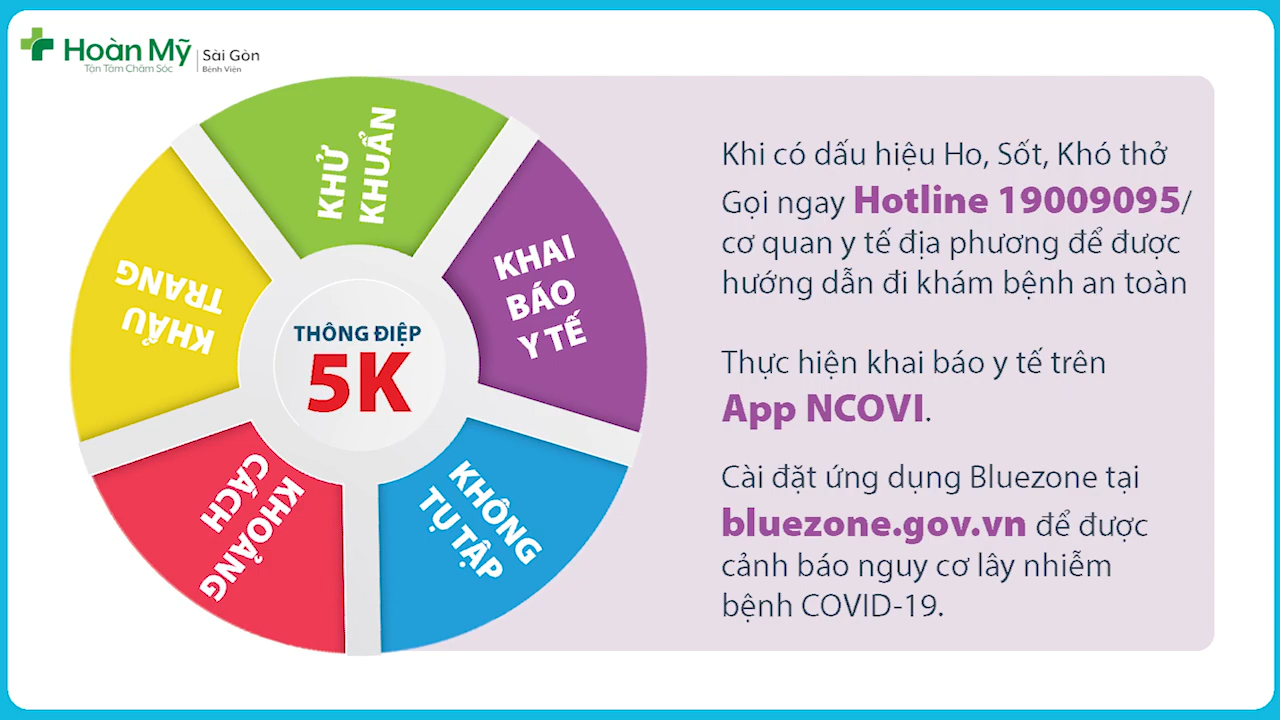 Hoàn Mỹ
Tận Tâm Chăm Sóc
Sài Gòn
Bệnh Viện
KHỬ
KHUẨN
KHAI
BÁO
Y TẾ
KHÔNG
TỤ TẬP
KHOẢNG
CÁCH
KHẨU
TRANG
THÔNG ĐIỆP
5K
Khi có dấu hiệu Ho, Sốt, Khó thở
Gọi ngay Hotline 19009095/
cơ quan y tế địa phương để được
hướng dẫn đi khám bệnh an toàn
Thực hiện khai báo y tế trên
App NCOVI.
Cài đặt ứng dụng Bluezone tại
bluezone.gov.vn để được
cảnh báo nguy cơ lây nhiễm
bệnh COVID-19.